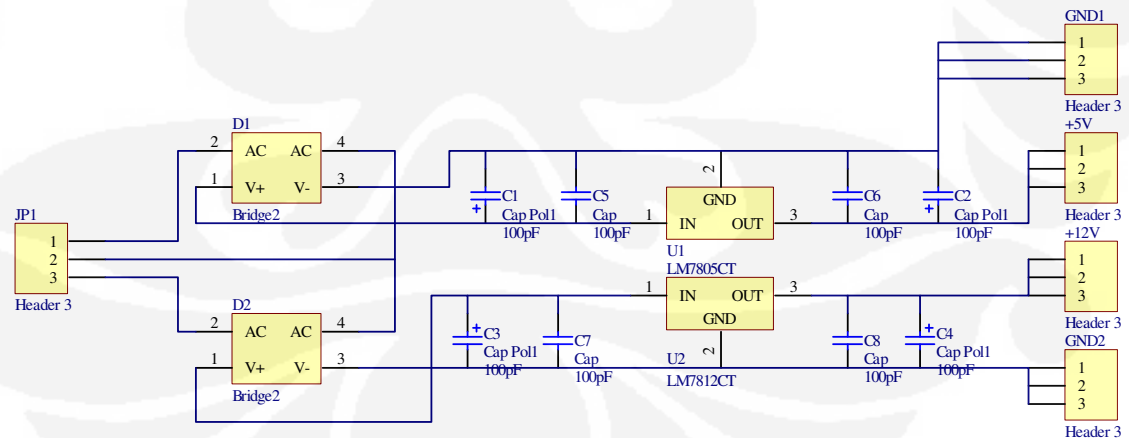 GND1
1
2
3
Header 3
+5V
1
2
3
Header 3
+12V
1
2
3
Header 3
GND2
1
2
3
Header 3
JP1
1
2
3
Header 3
D1
2 AC AC 4
1 V+ V- 3
Bridge2
D2
2 AC AC 4
1 V+ V- 3
Bridge2
C1
Cap Pol1
100pF
C5
Cap
100pF
2
GND
1 IN OUT 3
U1
LM7805CT
C6
Cap
100pF
C2
Cap Pol1
100pF
C3
Cap Pol1
100pF
C7
Cap
100pF
1 IN OUT 3
GND
2
U2
LM7812CT
C8
Cap
100pF
C4
Cap Pol1
100pF